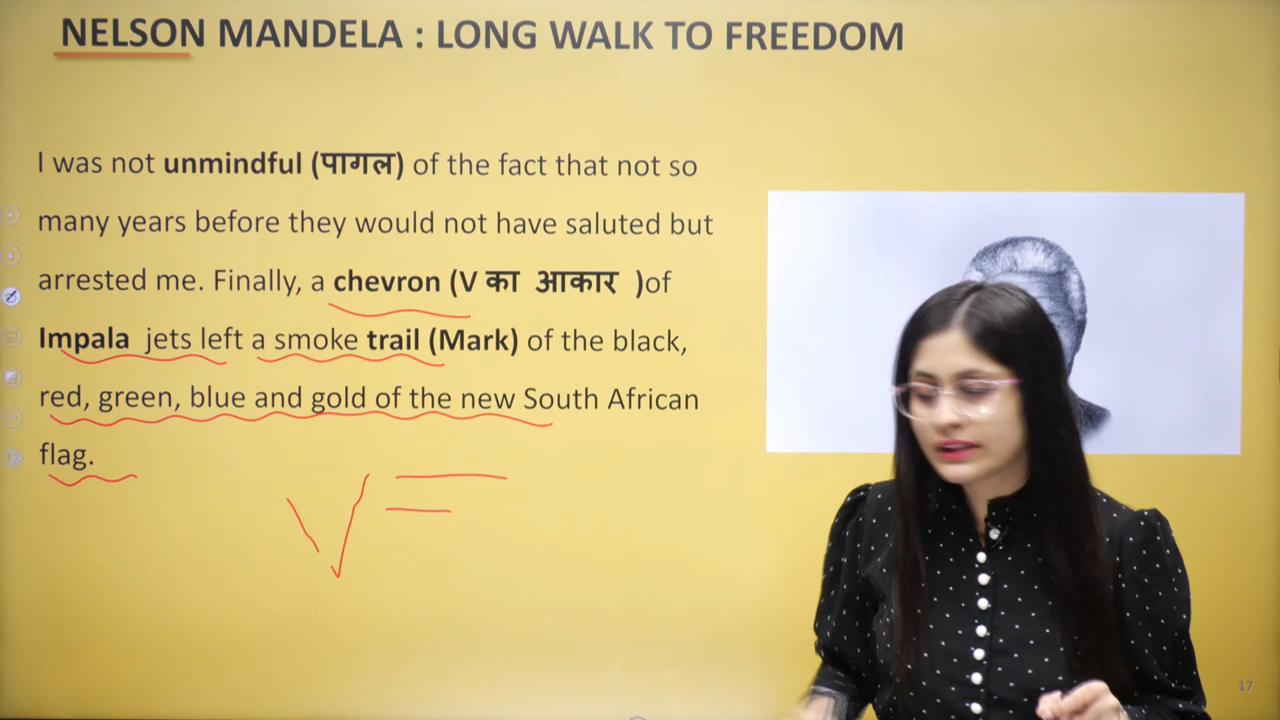 NELSON MANDELA : LONG WALK TO FREEDOM
I was not unmindful (पागल) of the fact that not so
many years before they would not have saluted but
arrested me. Finally, a chevron (V का आकार )of
Impala jets left a smoke trail (Mark) of the black,
red, green, blue and gold of the new South African
flag.
17